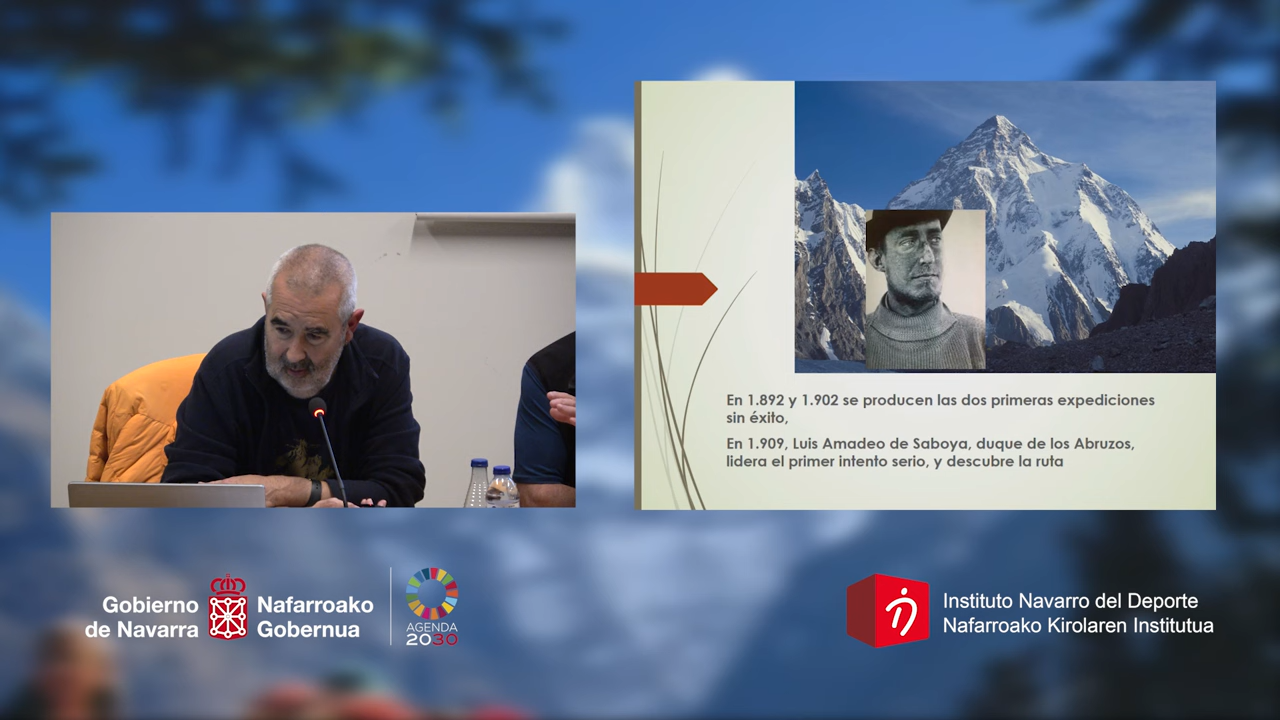 En 1.892 y 1.902 se producen las dos primeras expediciones
sin éxito,
En 1.909, Luis Amadeo de Saboya, duque de los Abruzos,
lidera el primer intento serio, y descubre la ruta
Gobierno
de Navarra
Nafarroako
Gobernua
AGENDA
2030
Instituto Navarro del Deporte
Nafarroako Kirolaren Institutua